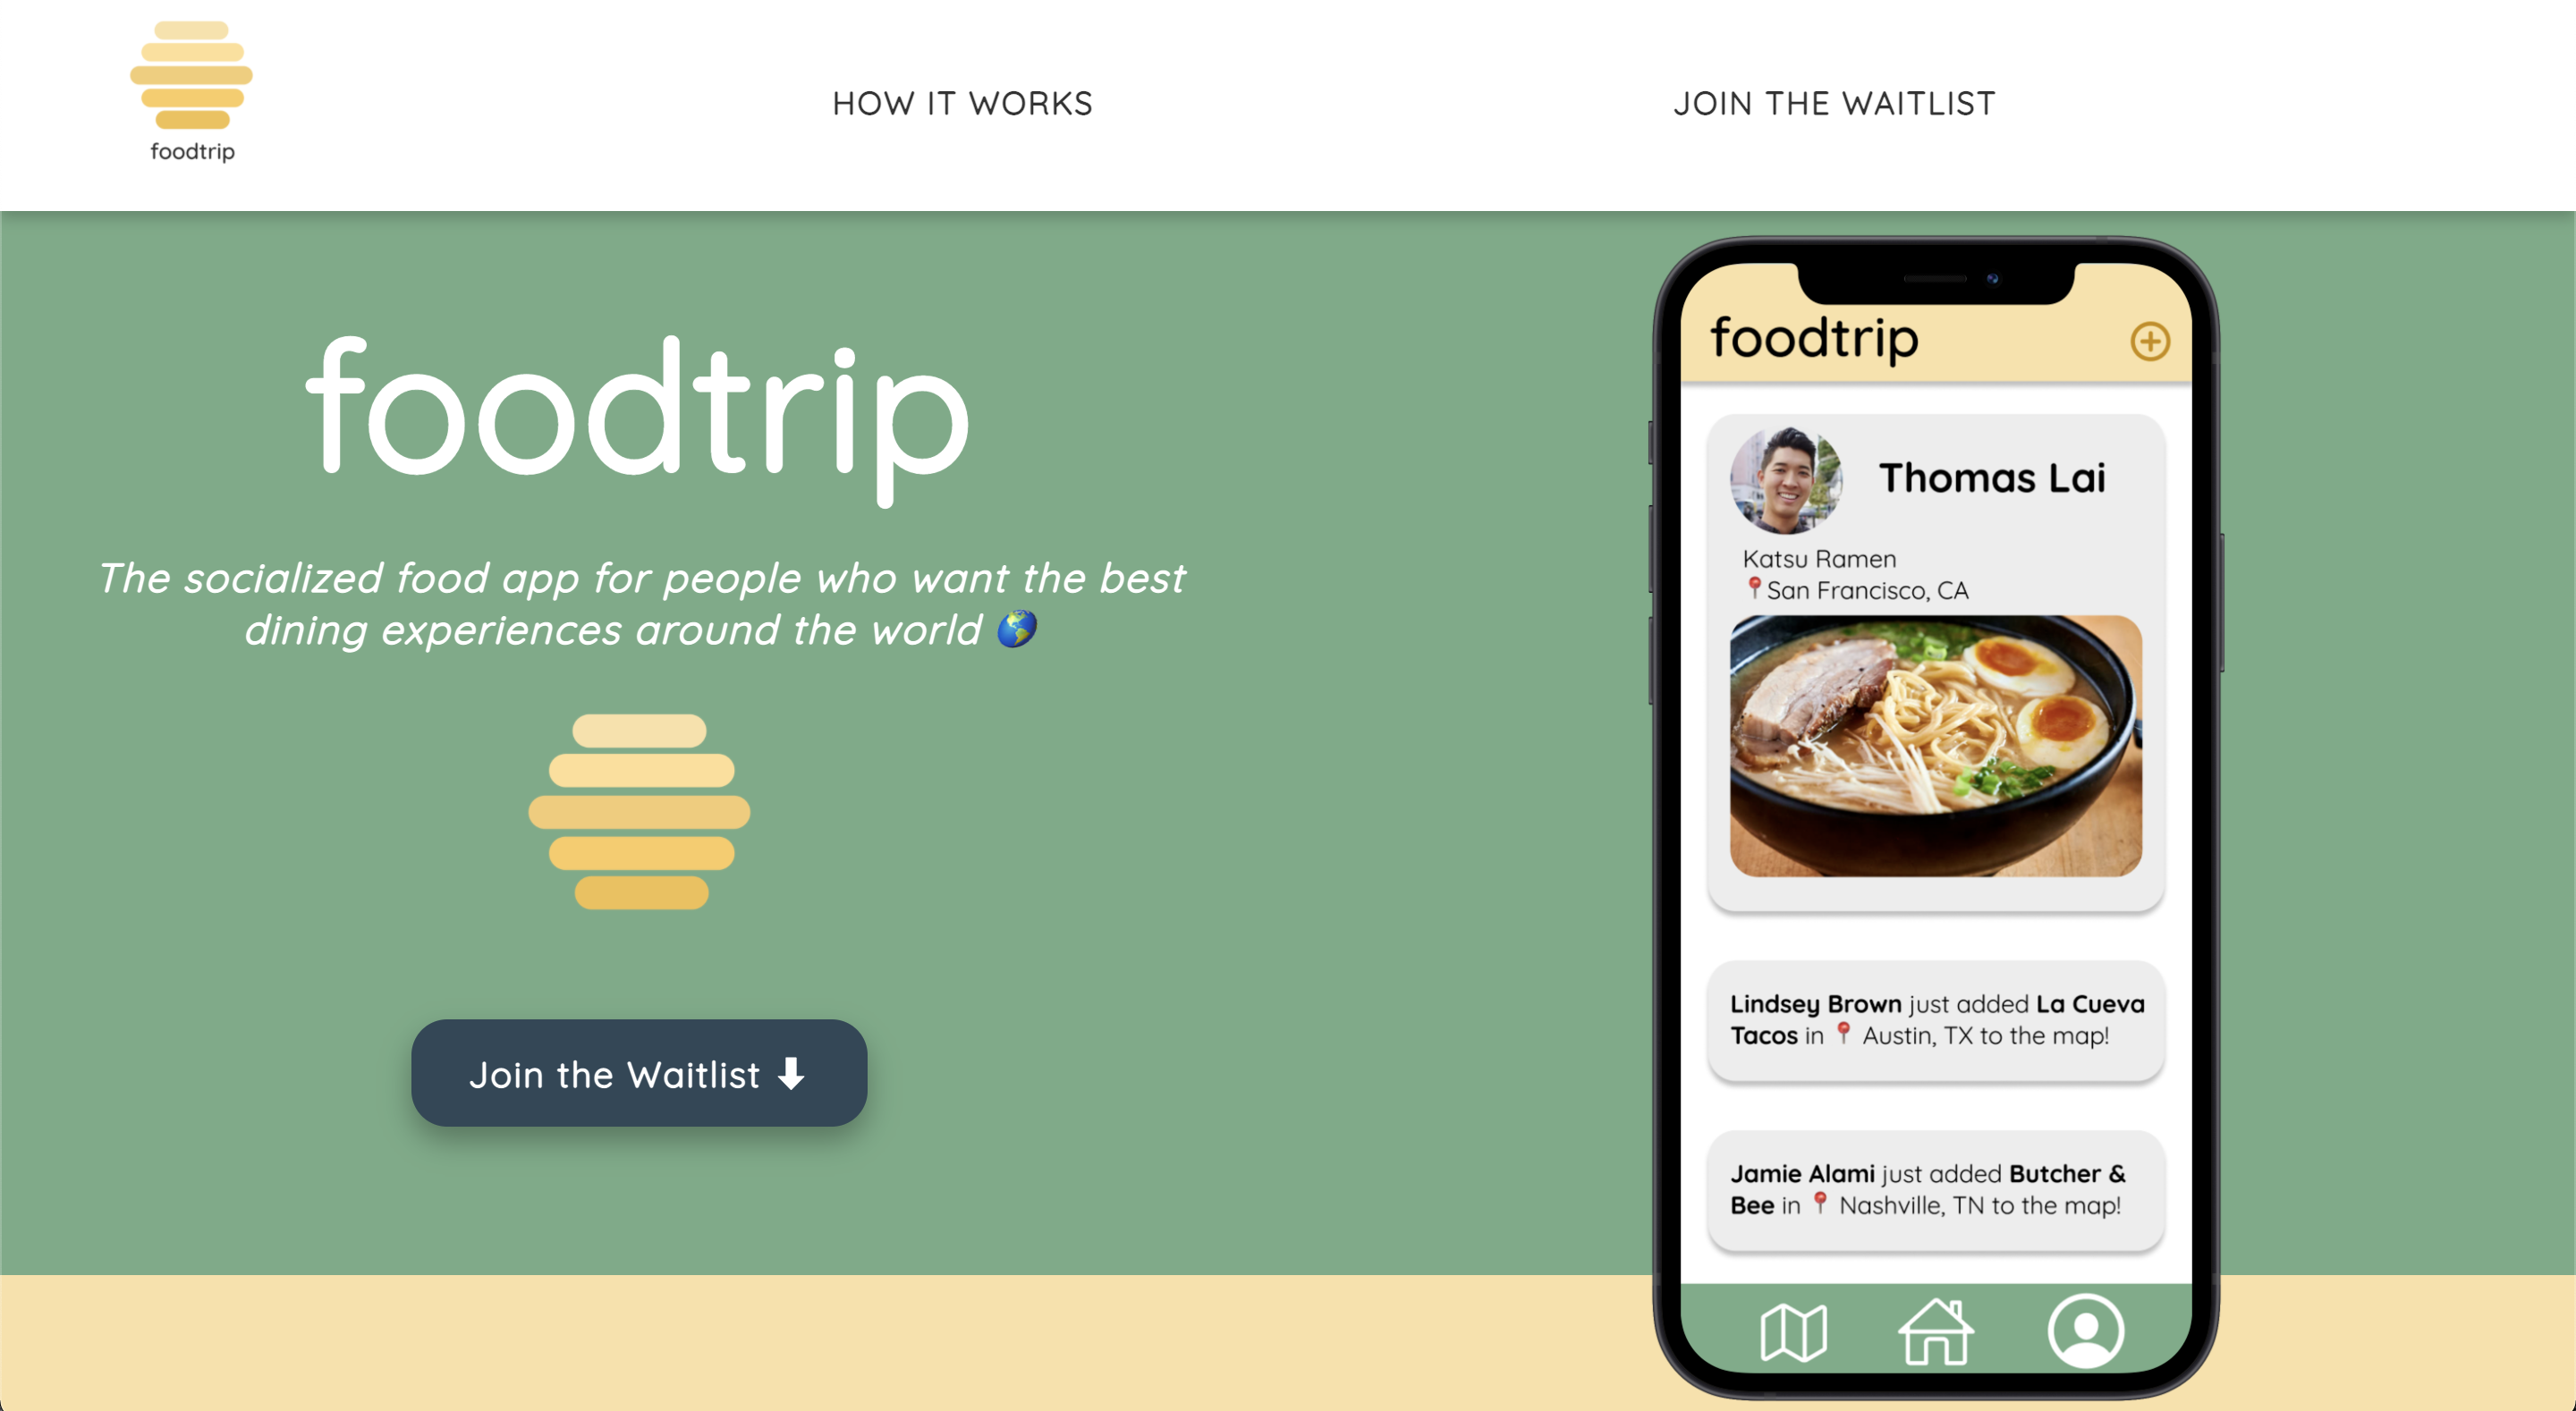 foodtrip
HOW IT WORKS
JOIN THE WAITLIST
foodtrip
The socialized food app for people who want the best
dining experiences around the world 🌎
Join the Waitlist ⬇
foodtrip
Thomas Lai
Katsu Ramen
📍San Francisco, CA
Lindsey Brown just added La Cueva
Tacos in 📍 Austin, TX to the map!
Jamie Alami just added Butcher &
Bee in 📍 Nashville, TN to the map!